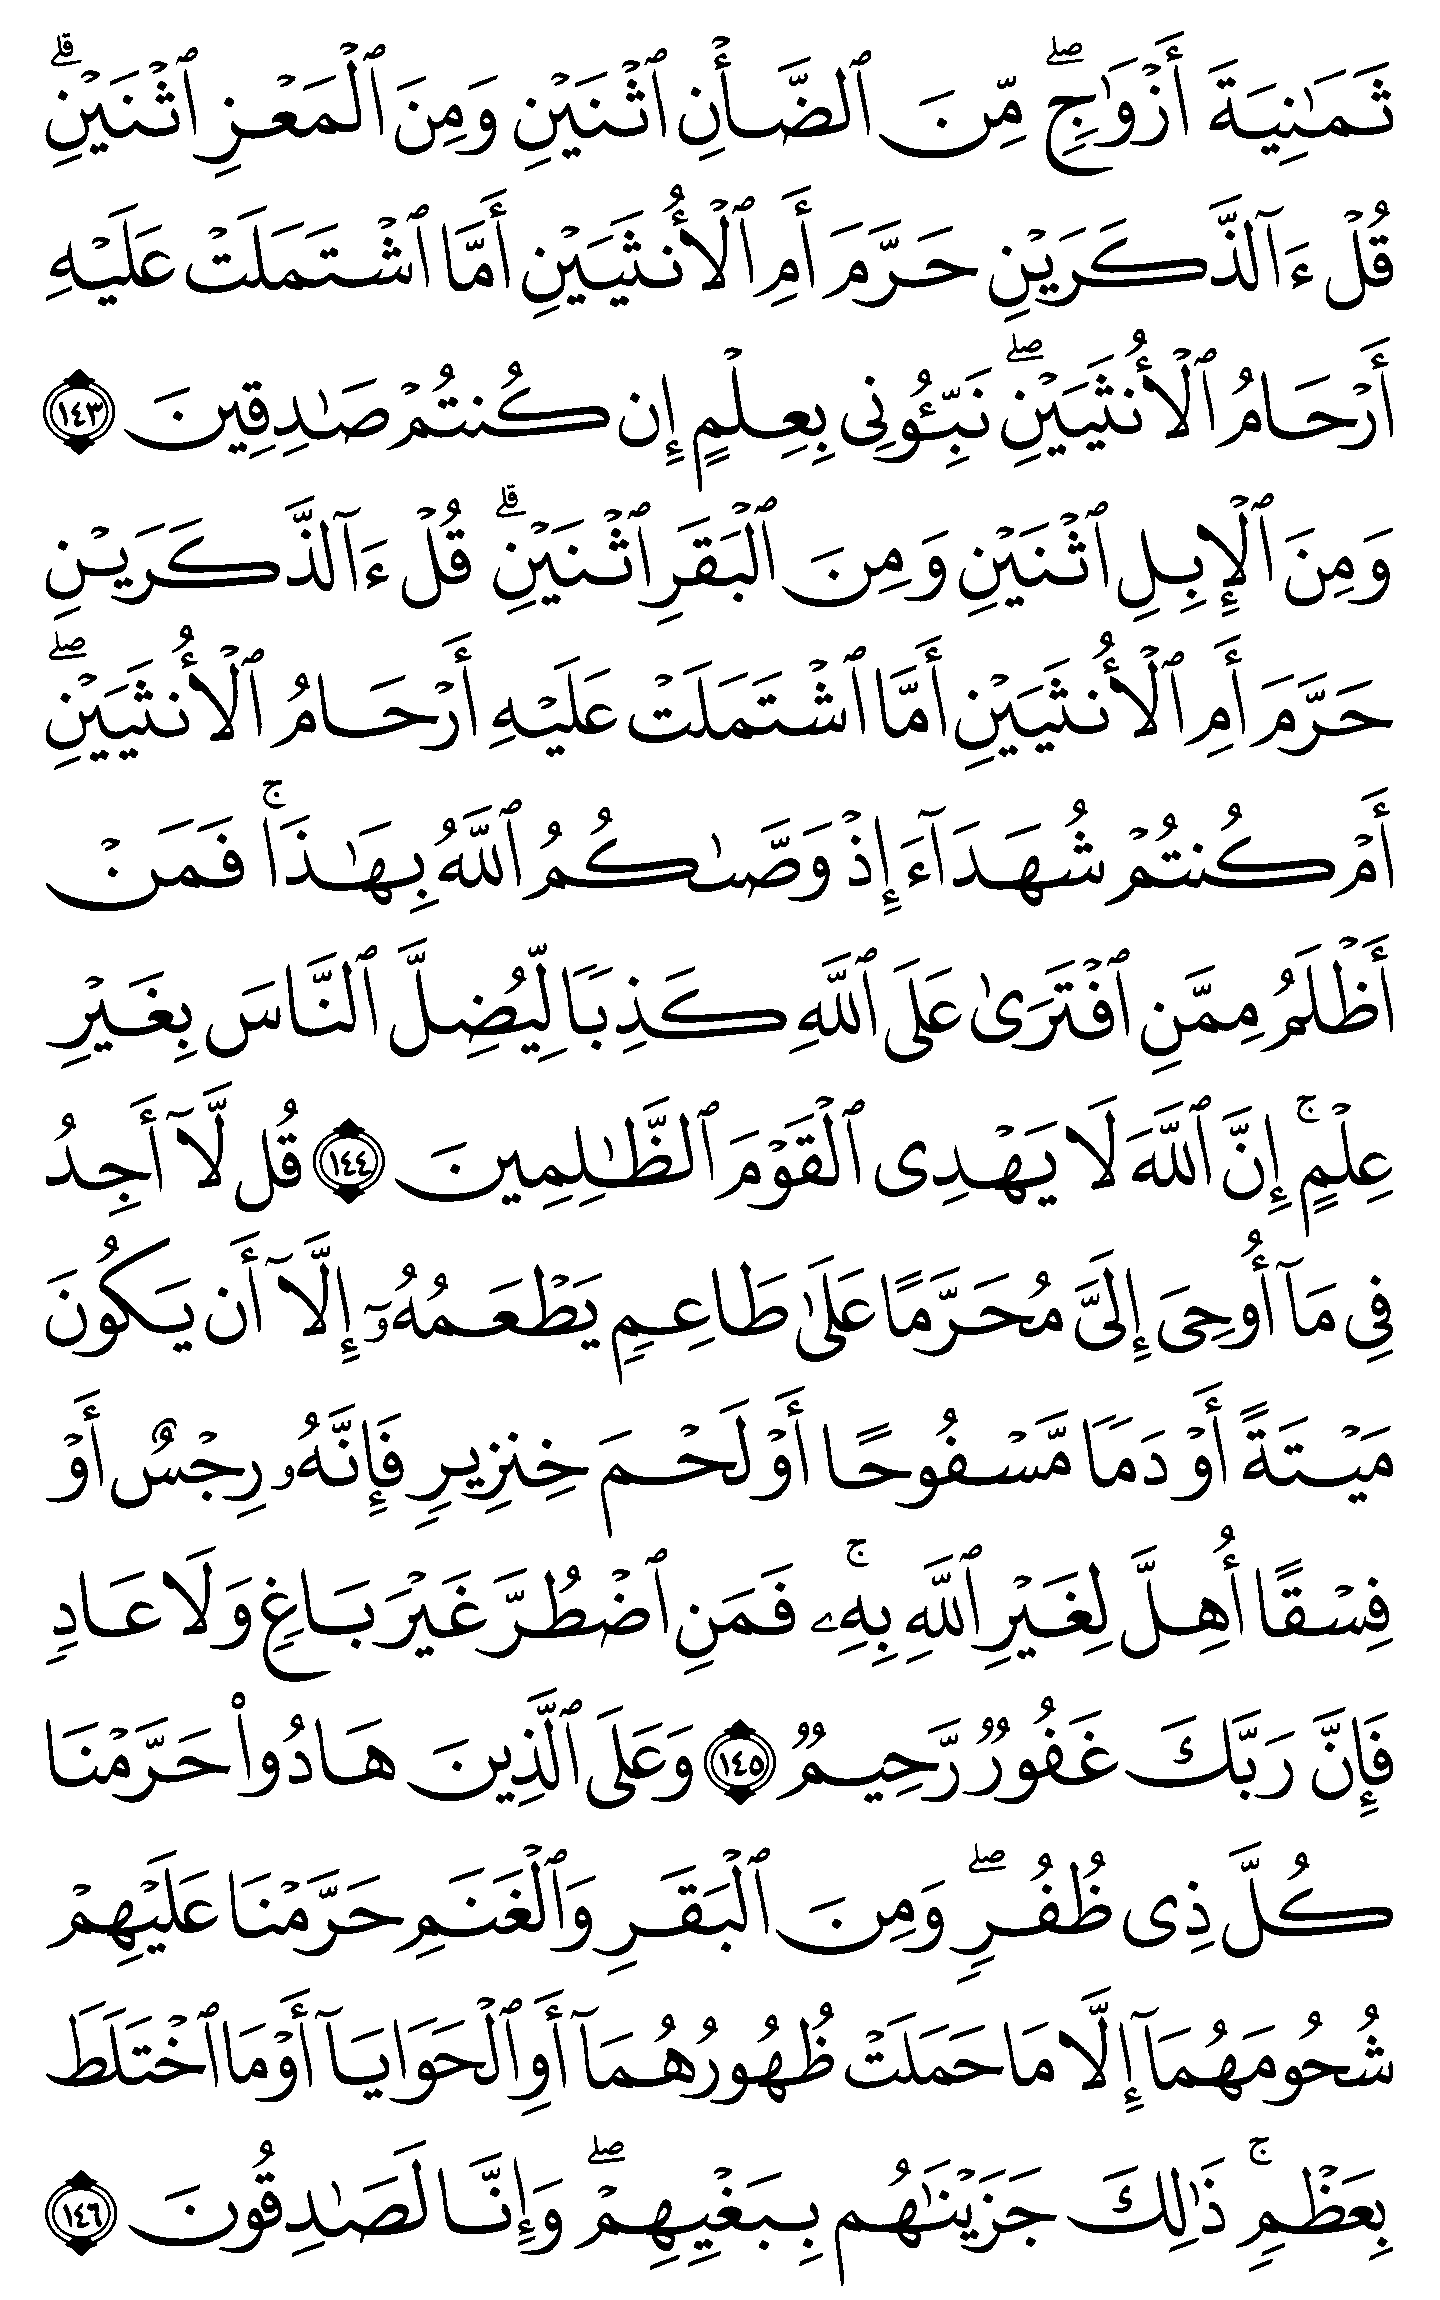 ثَمَٰنِيَةَ أَزْوَٰجٍۖ مِّنَ ٱلضَّأْنِ ٱثْنَيْنِ وَمِنَ ٱلْمَعْزِ ٱثْنَيْنِۗ
قُلْ ءَآلذَّكَرَيْنِ حَرَّمَ أَمِ ٱلْأُنثَيَيْنِ أَمَّا ٱشْتَمَلَتْ عَلَيْهِ
أَرْحَامُ ٱلْأُنثَيَيْنِۖ نَبِّـُٔونِى بِعِلْمٍ إِن كُنتُمْ صَٰدِقِينَ ١٤٣
وَمِنَ ٱلْإِبِلِ ٱثْنَيْنِ وَمِنَ ٱلْبَقَرِ ٱثْنَيْنِۗ قُلْ ءَآلذَّكَرَيْنِ
حَرَّمَ أَمِ ٱلْأُنثَيَيْنِ أَمَّا ٱشْتَمَلَتْ عَلَيْهِ أَرْحَامُ ٱلْأُنثَيَيْنِۖ
أَمْ كُنتُمْ شُهَدَآءَ إِذْ وَصَّىٰكُمُ ٱللَّهُ بِهَٰذَاۚ فَمَنْ
أَظْلَمُ مِمَّنِ ٱفْتَرَىٰ عَلَى ٱللَّهِ كَذِبًا لِّيُضِلَّ ٱلنَّاسَ بِغَيْرِ
عِلْمٍۚ إِنَّ ٱللَّهَ لَا يَهْدِى ٱلْقَوْمَ ٱلظَّٰلِمِينَ ١٤٤ قُل لَّآ أَجِدُ
فِى مَآ أُوحِىَ إِلَىَّ مُحَرَّمًا عَلَىٰ طَاعِمٍ يَطْعَمُهُۥٓ إِلَّآ أَن يَكُونَ
مَيْتَةً أَوْ دَمًا مَّسْفُوحًا أَوْ لَحْمَ خِنزِيرٍ فَإِنَّهُۥ رِجْسٌ أَوْ
فِسْقًا أُهِلَّ لِغَيْرِ ٱللَّهِ بِهِۦۚ فَمَنِ ٱضْطُرَّ غَيْرَ بَاغٍ وَلَا عَادٍ
فَإِنَّ رَبَّكَ غَفُورٌ رَّحِيمٌ ١٤٥ وَعَلَى ٱلَّذِينَ هَادُوا۟ حَرَّمْنَا
كُلَّ ذِى ظُفُرٍۖ وَمِنَ ٱلْبَقَرِ وَٱلْغَنَمِ حَرَّمْنَا عَلَيْهِمْ
شُحُومَهُمَآ إِلَّا مَا حَمَلَتْ ظُهُورُهُمَآ أَوِ ٱلْحَوَايَآ أَوْ مَا ٱخْتَلَطَ
بِعَظْمٍۚ ذَٰلِكَ جَزَيْنَٰهُم بِبَغْيِهِمْۖ وَإِنَّا لَصَٰدِقُونَ ١٤٦